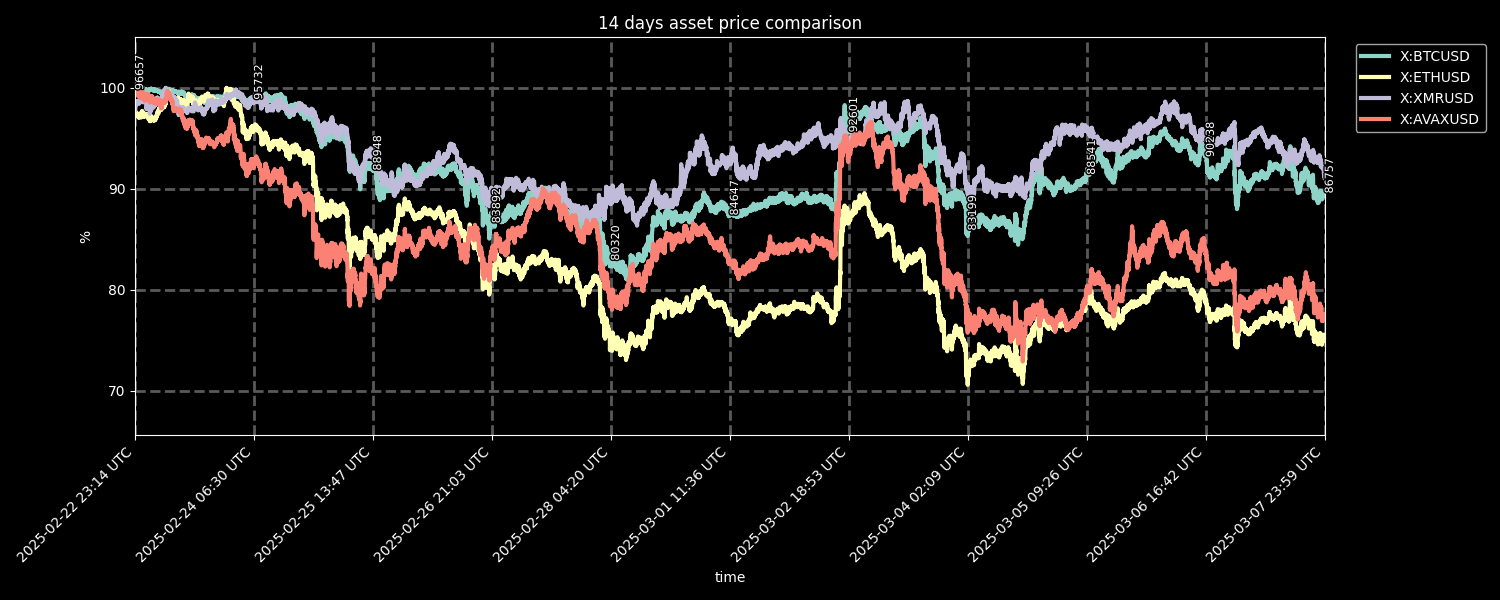 14 days asset price comparison
X:BTCUSD
X:ETHUSD
X:XMRUSD
X:AVAXUSD
%
100
90
80
70
96657
95732
88948
83892
80320
84647
92601
83199
88541
90238
86757
2025-02-22 23:14 UTC
2025-02-24 06:30 UTC
2025-02-25 13:47 UTC
2025-02-26 21:03 UTC
2025-02-28 04:20 UTC
2025-03-01 11:36 UTC
2025-03-02 18:53 UTC
2025-03-04 02:09 UTC
2025-03-05 09:26 UTC
2025-03-06 16:42 UTC
2025-03-07 23:59 UTC
time